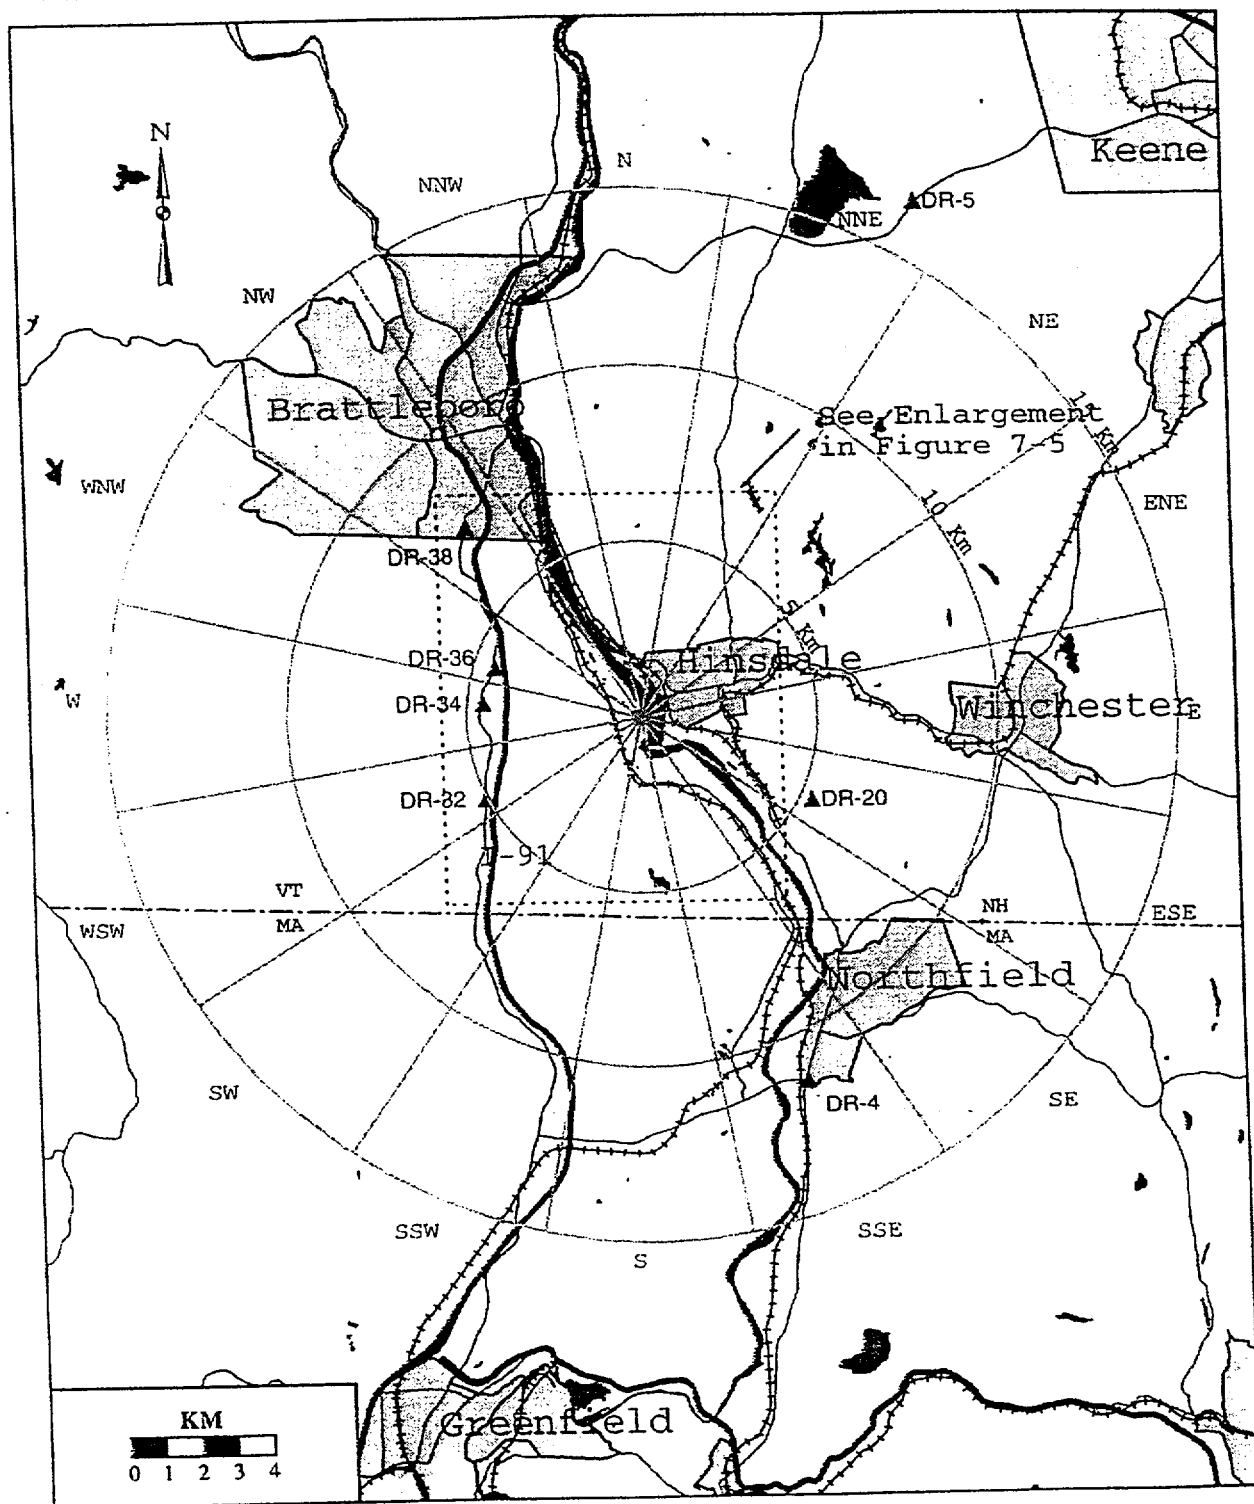 Keene
N
N
NNW
DR-5
NNE
NW
NE
Brattleboro
See Enlargement
in Figure 7-5
Km
WNW
ENE
10 Km
DR-38
5 Km
DR-36
Hinsdale
W
DR-34
Winchester
E
DR-32
DR-20
I-91
VT
NH
ESE
WSW
MA
MA
Northfield
SW
DR-4
SE
SSW
SSE
S
KM
Greenfield
0 1 2 3 4